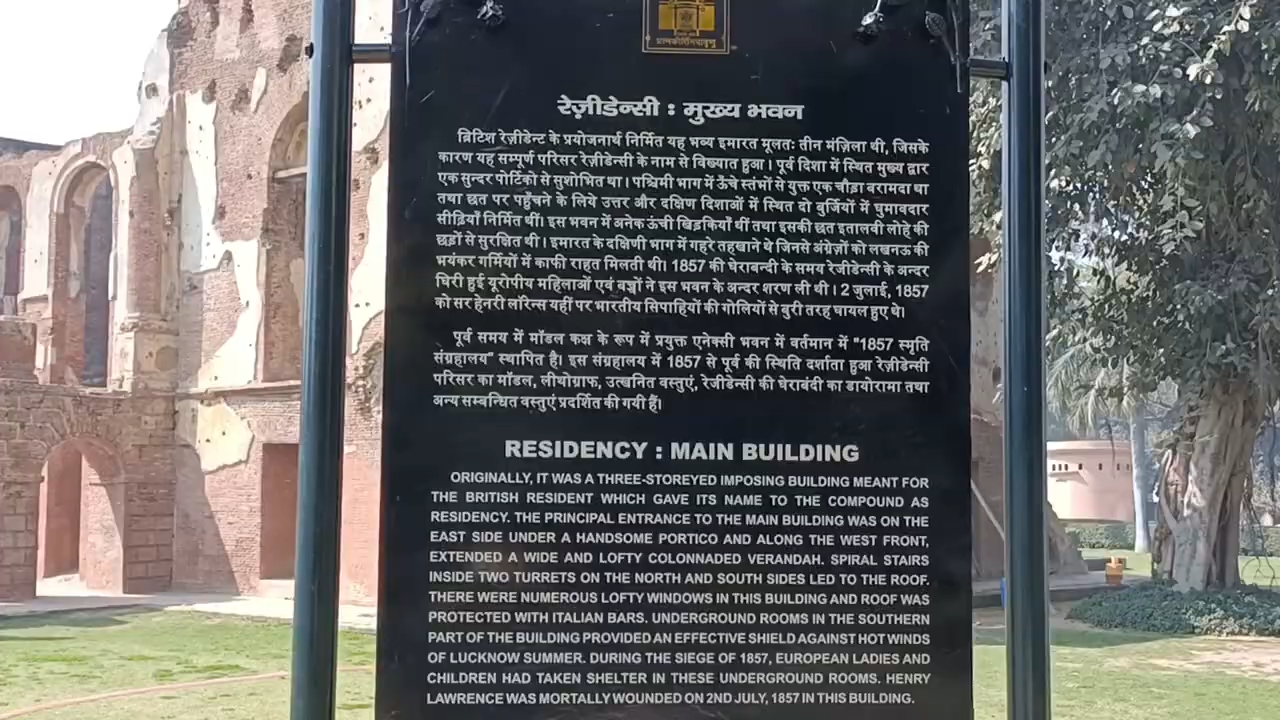 प्रत्नकीर्तिमपावृणु
रेज़ीडेन्सी : मुख्य भवन
ब्रिटिश रेज़ीडेन्ट के प्रयोजनार्थ निर्मित यह भव्य इमारत मूलतः तीन मंज़िला थी, जिसके
कारण यह सम्पूर्ण परिसर रेज़ीडेन्सी के नाम से विख्यात हुआ। पूर्व दिशा में स्थित मुख्य द्वार
एक सुन्दर पोर्टिको से सुशोभित था। पश्चिमी भाग में ऊँचे स्तंभों से युक्त एक चौड़ा बरामदा था
तथा छत पर पहुँचने के लिये उत्तर और दक्षिण दिशाओं में स्थित दो बुर्जियों में घुमावदार
सीढ़ियाँ निर्मित थीं। इस भवन में अनेक ऊंची खिड़कियाँ थीं तथा इसकी छत इतालवी लोहे की
छड़ों से सुरक्षित थी। इमारत के दक्षिणी भाग में गहरे तहखाने थे जिनसे अंग्रेज़ों को लखनऊ की
भयंकर गर्मियों में काफी राहत मिलती थी। 1857 की घेराबन्दी के समय रेजीडेन्सी के अन्दर
घिरी हुई यूरोपीय महिलाओं एवं बच्चों ने इस भवन के अन्दर शरण ली थी। 2 जुलाई, 1857
को सर हेनरी लॉरेन्स यहीं पर भारतीय सिपाहियों की गोलियों से बुरी तरह घायल हुए थे।
पूर्व समय में मॉडल कक्ष के रूप में प्रयुक्त एनेक्सी भवन में वर्तमान में "1857 स्मृति
संग्रहालय" स्थापित है। इस संग्रहालय में 1857 से पूर्व की स्थिति दर्शाता हुआ रेज़ीडेन्सी
परिसर का मॉडल, लीथोग्राफ, उत्खनित वस्तुएं, रेजीडेन्सी की घेराबंदी का डायोरामा तथा
अन्य सम्बन्धित वस्तुएं प्रदर्शित की गयी हैं।
RESIDENCY : MAIN BUILDING
ORIGINALLY, IT WAS A THREE-STOREYED IMPOSING BUILDING MEANT FOR
THE BRITISH RESIDENT WHICH GAVE ITS NAME TO THE COMPOUND AS
RESIDENCY. THE PRINCIPAL ENTRANCE TO THE MAIN BUILDING WAS ON THE
EAST SIDE UNDER A HANDSOME PORTICO AND ALONG THE WEST FRONT,
EXTENDED A WIDE AND LOFTY COLONNADED VERANDAH. SPIRAL STAIRS
INSIDE TWO TURRETS ON THE NORTH AND SOUTH SIDES LED TO THE ROOF.
THERE WERE NUMEROUS LOFTY WINDOWS IN THIS BUILDING AND ROOF WAS
PROTECTED WITH ITALIAN BARS. UNDERGROUND ROOMS IN THE SOUTHERN
PART OF THE BUILDING PROVIDED AN EFFECTIVE SHIELD AGAINST HOT WINDS
OF LUCKNOW SUMMER. DURING THE SIEGE OF 1857, EUROPEAN LADIES AND
CHILDREN HAD TAKEN SHELTER IN THESE UNDERGROUND ROOMS. HENRY
LAWRENCE WAS MORTALLY WOUNDED ON 2ND JULY, 1857 IN THIS BUILDING.